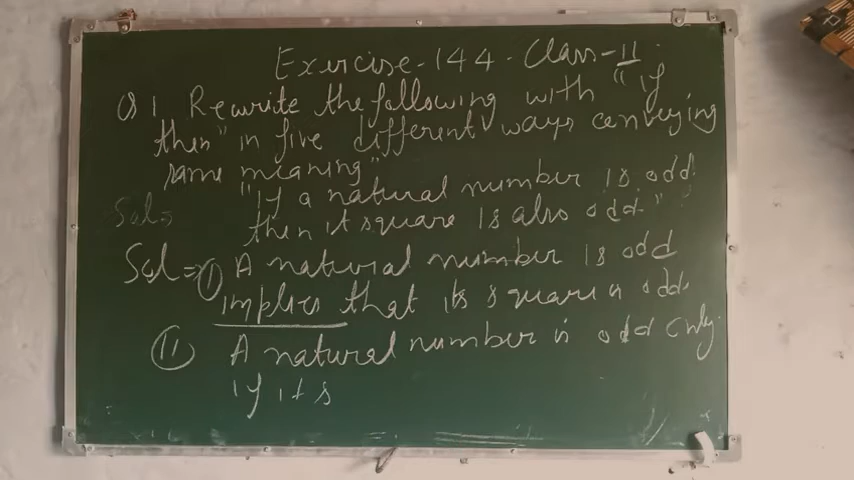 Exercise-144-Class-11.
Q 1 Rewrite the following with "if
then" in five different ways conveying
same meaning"
"If a natural number is odd
then it square is also odd"
Sol=
Sol=> (I) A natural number is odd
implies that its square is odd.
(II) A natural number is odd only
if its